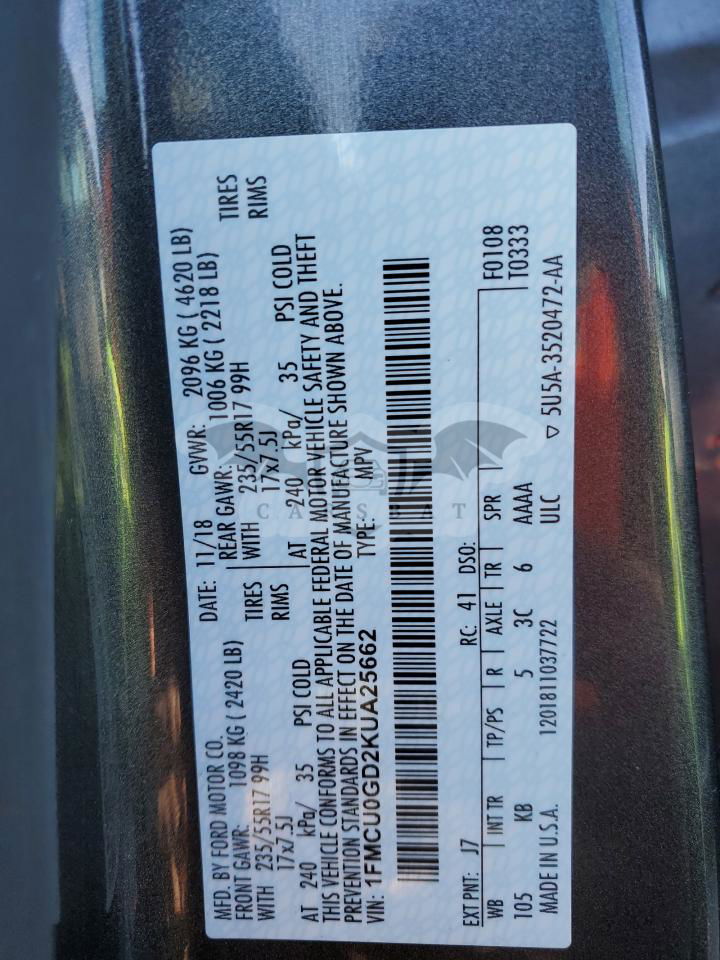 MFD. BY FORD MOTOR CO.
DATE: 11/18 GVWR: 2096 KG ( 4620 LB)
FRONT GAWR: 1098 KG ( 2420 LB) REAR GAWR: 1006 KG ( 2218 LB)
WITH 235/55R17 99H TIRES WITH 235/55R17 99H TIRES
17x7.5J RIMS 17x7.5J RIMS
AT 240 kPa/ 35 PSI COLD AT 240 kPa/ 35 PSI COLD
THIS VEHICLE CONFORMS TO ALL APPLICABLE FEDERAL MOTOR VEHICLE SAFETY AND THEFT
PREVENTION STANDARDS IN EFFECT ON THE DATE OF MANUFACTURE SHOWN ABOVE.
VIN: 1FMCU0GD2KUA25662 TYPE: MPV
CARSBAT
EXT PNT: J7 RC: 41 DSO: F0108
WB INT TR TP/PS R AXLE TR SPR T0333
105 KB 5 3C 6 AAAA
MADE IN U.S.A. 1201811037722 ULC ▽ 5U5A-3520472-AA